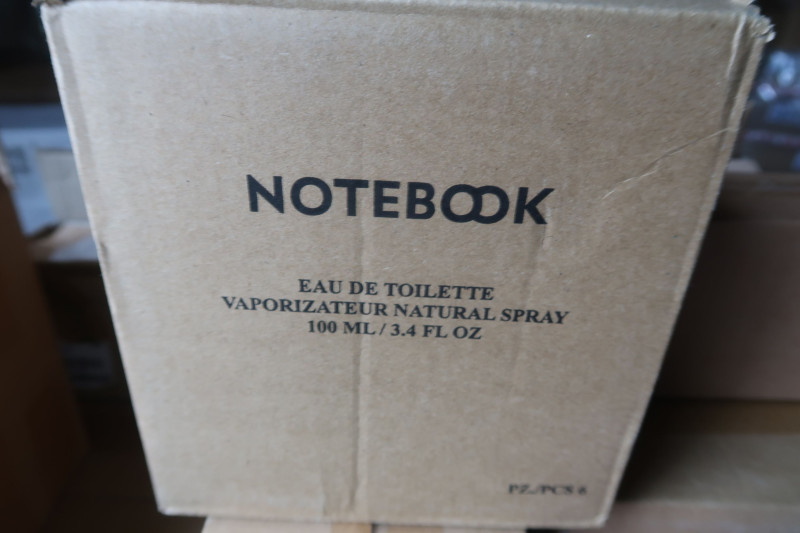 NOTEBOOK
EAU DE TOILETTE
VAPORIZATEUR NATURAL SPRAY
100 ML / 3.4 FL OZ
PZ./PCS 6